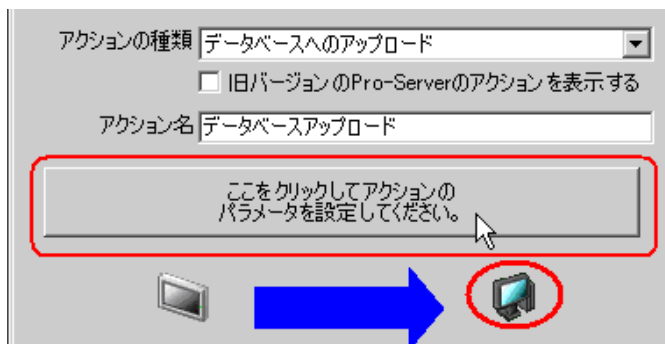 アクションの種類 データベースへのアップロード
旧バージョンのPro-Serverのアクションを表示する
アクション名 データベースアップロード
ここをクリックしてアクションの
パラメータを設定してください。